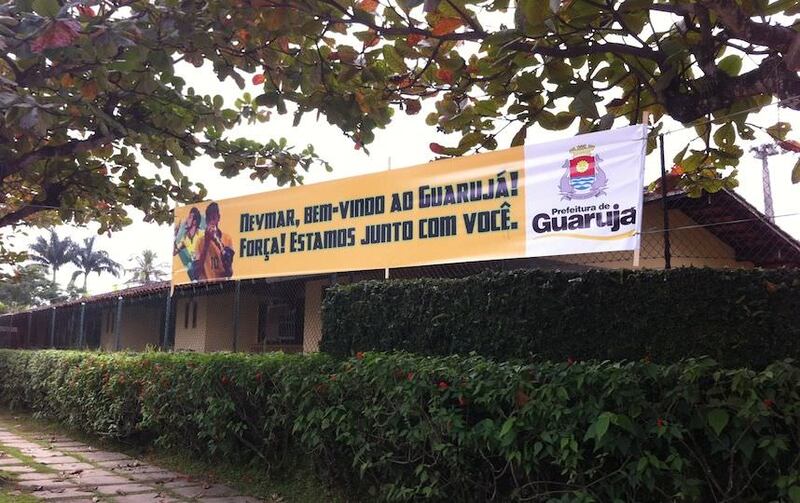 NEYMAR, BEM-VINDO AO GUARUJÁ!
FORÇA! ESTAMOS JUNTO COM VOCÊ.
Prefeitura de
Guarujá